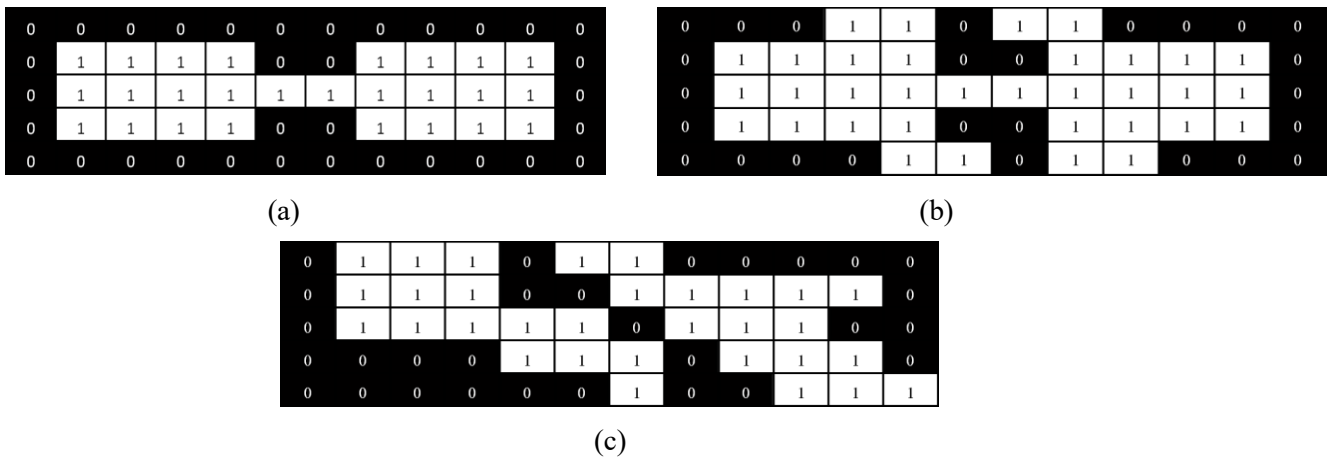 0 0 0 0 0 0 0 0 0 0 0 0
0 1 1 1 1 0 0 1 1 1 1 0
0 1 1 1 1 1 1 1 1 1 1 0
0 1 1 1 1 0 0 1 1 1 1 0
0 0 0 0 0 0 0 0 0 0 0 0
(a)
0 0 0 1 1 0 1 1 0 0 0 0
0 1 1 1 1 0 0 1 1 1 1 0
0 1 1 1 1 1 1 1 1 1 1 0
0 1 1 1 1 0 0 1 1 1 1 0
0 0 0 0 1 1 0 1 1 0 0 0
(b)
0 1 1 1 0 1 1 0 0 0 0 0
0 1 1 1 0 0 1 1 1 1 1 0
0 1 1 1 1 1 0 1 1 1 0 0
0 0 0 0 1 1 1 0 1 1 1 0
0 0 0 0 0 0 1 0 0 1 1 1
(c)